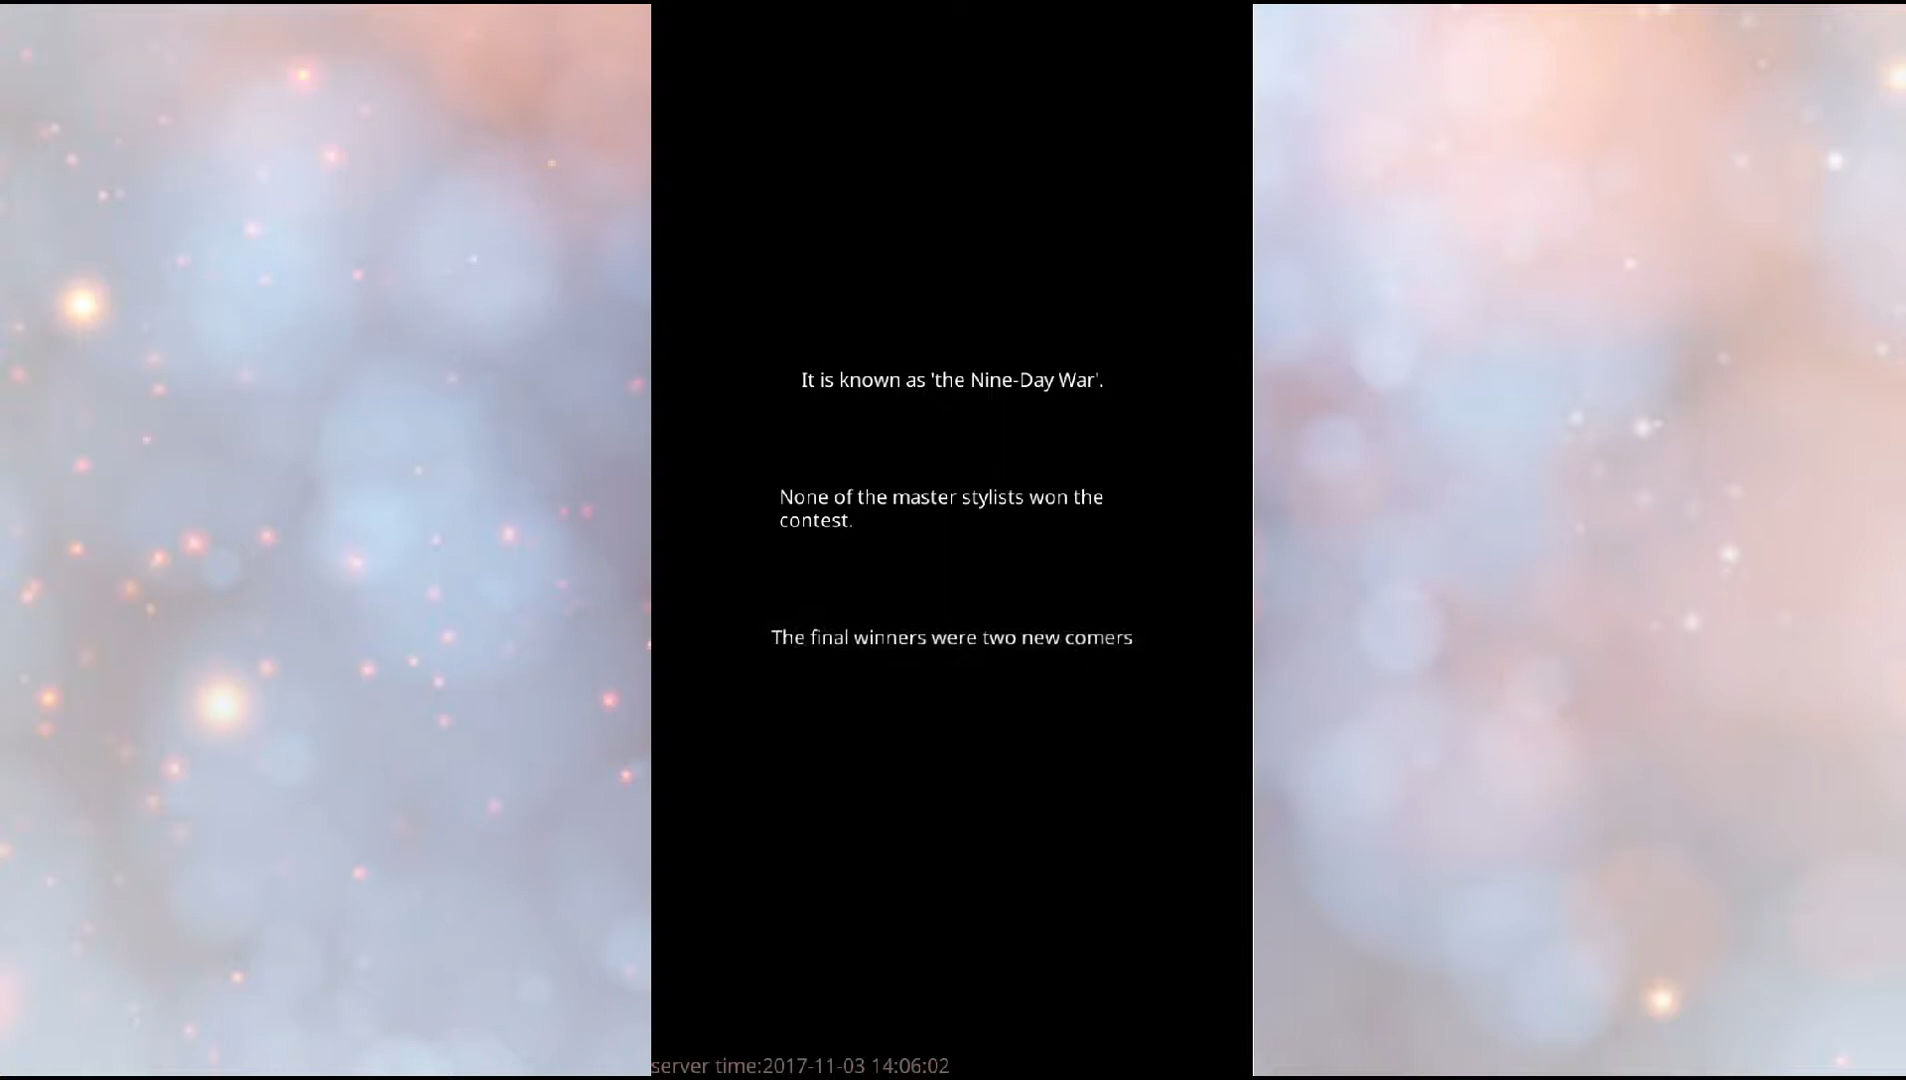 It is known as 'the Nine-Day War'.
None of the master stylists won the
contest.
The final winners were two new comers
server time:2017-11-03 14:06:02